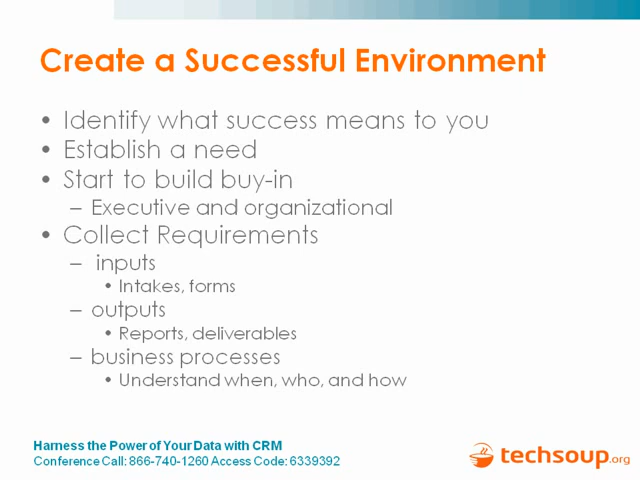 Create a Successful Environment
• Identify what success means to you
• Establish a need
• Start to build buy-in
– Executive and organizational
• Collect Requirements
– inputs
• Intakes, forms
– outputs
• Reports, deliverables
– business processes
• Understand when, who, and how
Harness the Power of Your Data with CRM
Conference Call: 866-740-1260 Access Code: 6339392
techsoup.org